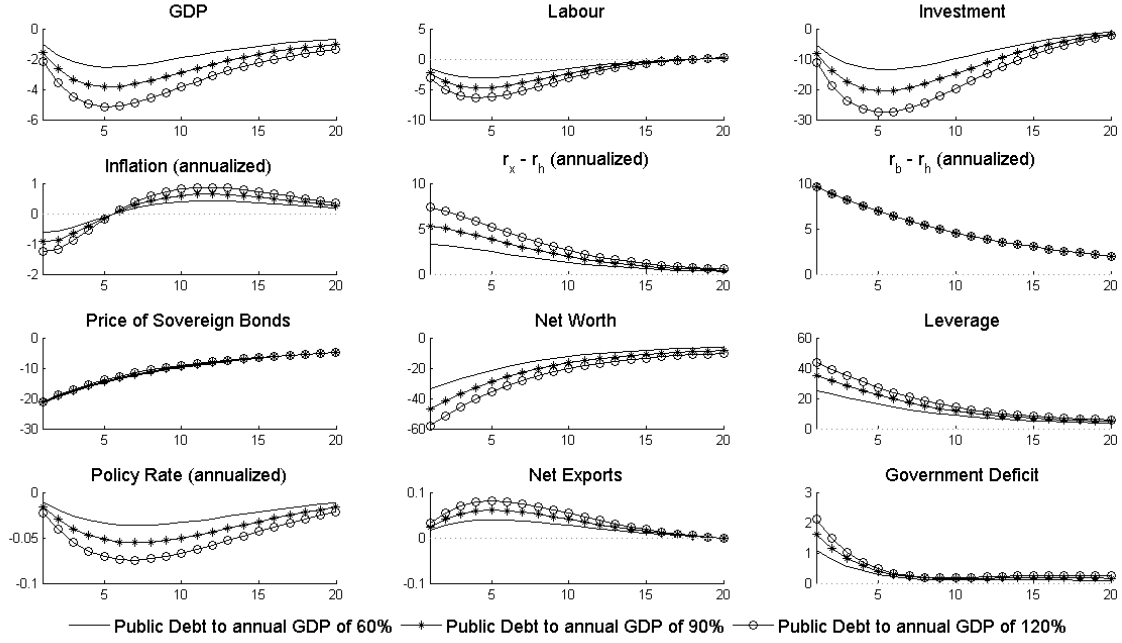 GDP
0
-2
-4
-6
5 10 15 20
Labour
5
0
-5
-10
5 10 15 20
Investment
0
-10
-20
-30
5 10 15 20
Inflation (annualized)
1
0
-1
-2
5 10 15 20
r_x - r_h (annualized)
10
5
0
5 10 15 20
r_b - r_h (annualized)
10
5
0
5 10 15 20
Price of Sovereign Bonds
0
-10
-20
-30
5 10 15 20
Net Worth
0
-20
-40
-60
5 10 15 20
Leverage
60
40
20
0
5 10 15 20
Policy Rate (annualized)
0
-0.05
-0.1
5 10 15 20
Net Exports
0.1
0
-0.1
5 10 15 20
Government Deficit
3
2
1
0
5 10 15 20
Public Debt to annual GDP of 60% Public Debt to annual GDP of 90% Public Debt to annual GDP of 120%